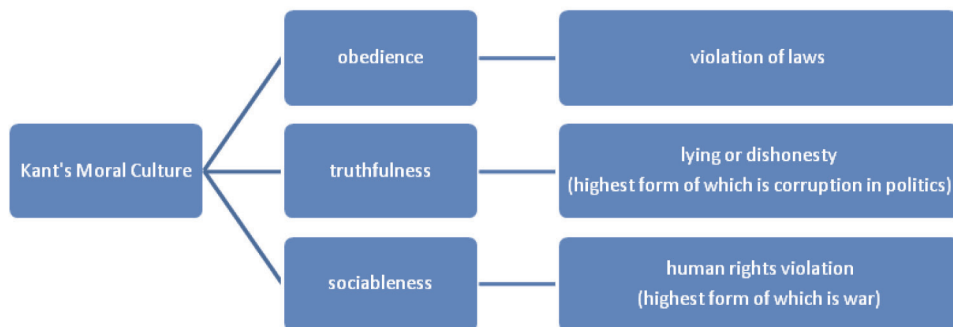 Kant's Moral Culture
obedience
violation of laws
truthfulness
lying or dishonesty
(highest form of which is corruption in politics)
sociableness
human rights violation
(highest form of which is war)